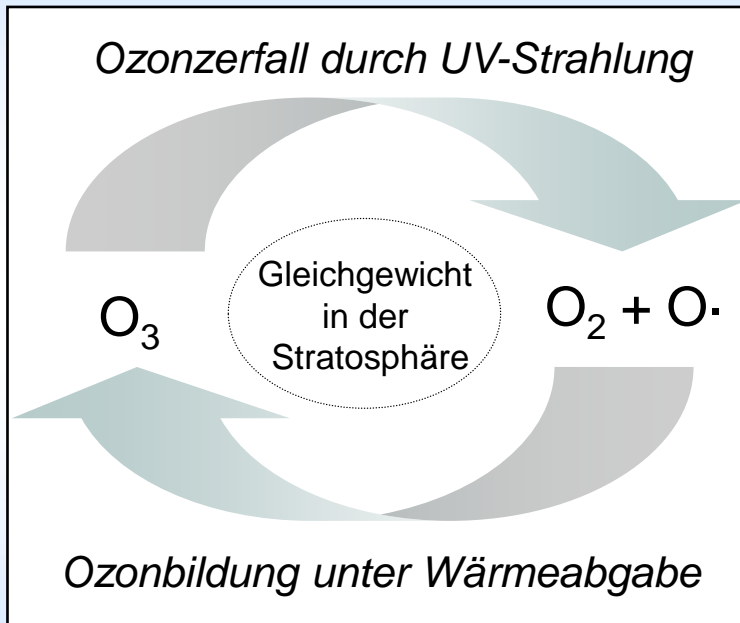 Ozonzerfall durch UV-Strahlung
Gleichgewicht
in der
Stratosphäre
O₃
O₂ + O·
Ozonbildung unter Wärmeabgabe